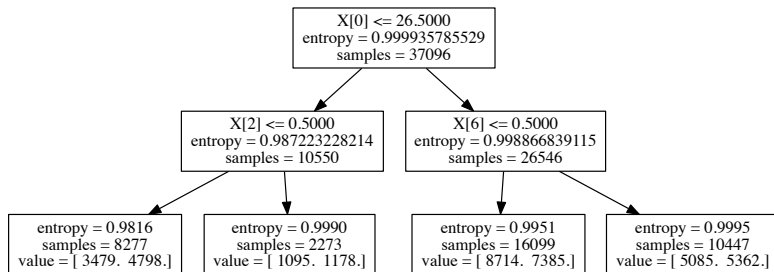 X[0] <= 26.5000
entropy = 0.999935785529
samples = 37096
X[2] <= 0.5000
entropy = 0.987223228214
samples = 10550
X[6] <= 0.5000
entropy = 0.998866839115
samples = 26546
entropy = 0.9816
samples = 8277
value = [ 3479.  4798.]
entropy = 0.9990
samples = 2273
value = [ 1095.  1178.]
entropy = 0.9951
samples = 16099
value = [ 8714.  7385.]
entropy = 0.9995
samples = 10447
value = [ 5085.  5362.]